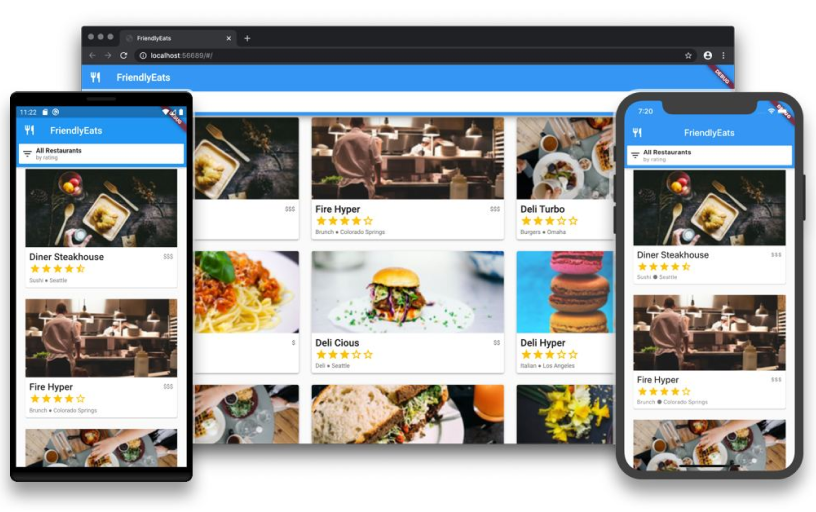 FriendlyEats
localhost:56689/#/
FriendlyEats
DEBUG
$$$
Fire Hyper
$$$
Brunch ● Colorado Springs
Deli Turbo
Burgers ● Omaha
$
Deli Cious
$$
Deli ● Seattle
Deli Hyper
Italian ● Los Angeles
11:22
DEBUG
FriendlyEats
All Restaurants
by rating
Diner Steakhouse
$$$
Sushi ● Seattle
Fire Hyper
$$$
Brunch ● Colorado Springs
7:20
DEBUG
FriendlyEats
All Restaurants
by rating
Diner Steakhouse
$$$
Sushi ● Seattle
Fire Hyper
$$$
Brunch ● Colorado Springs